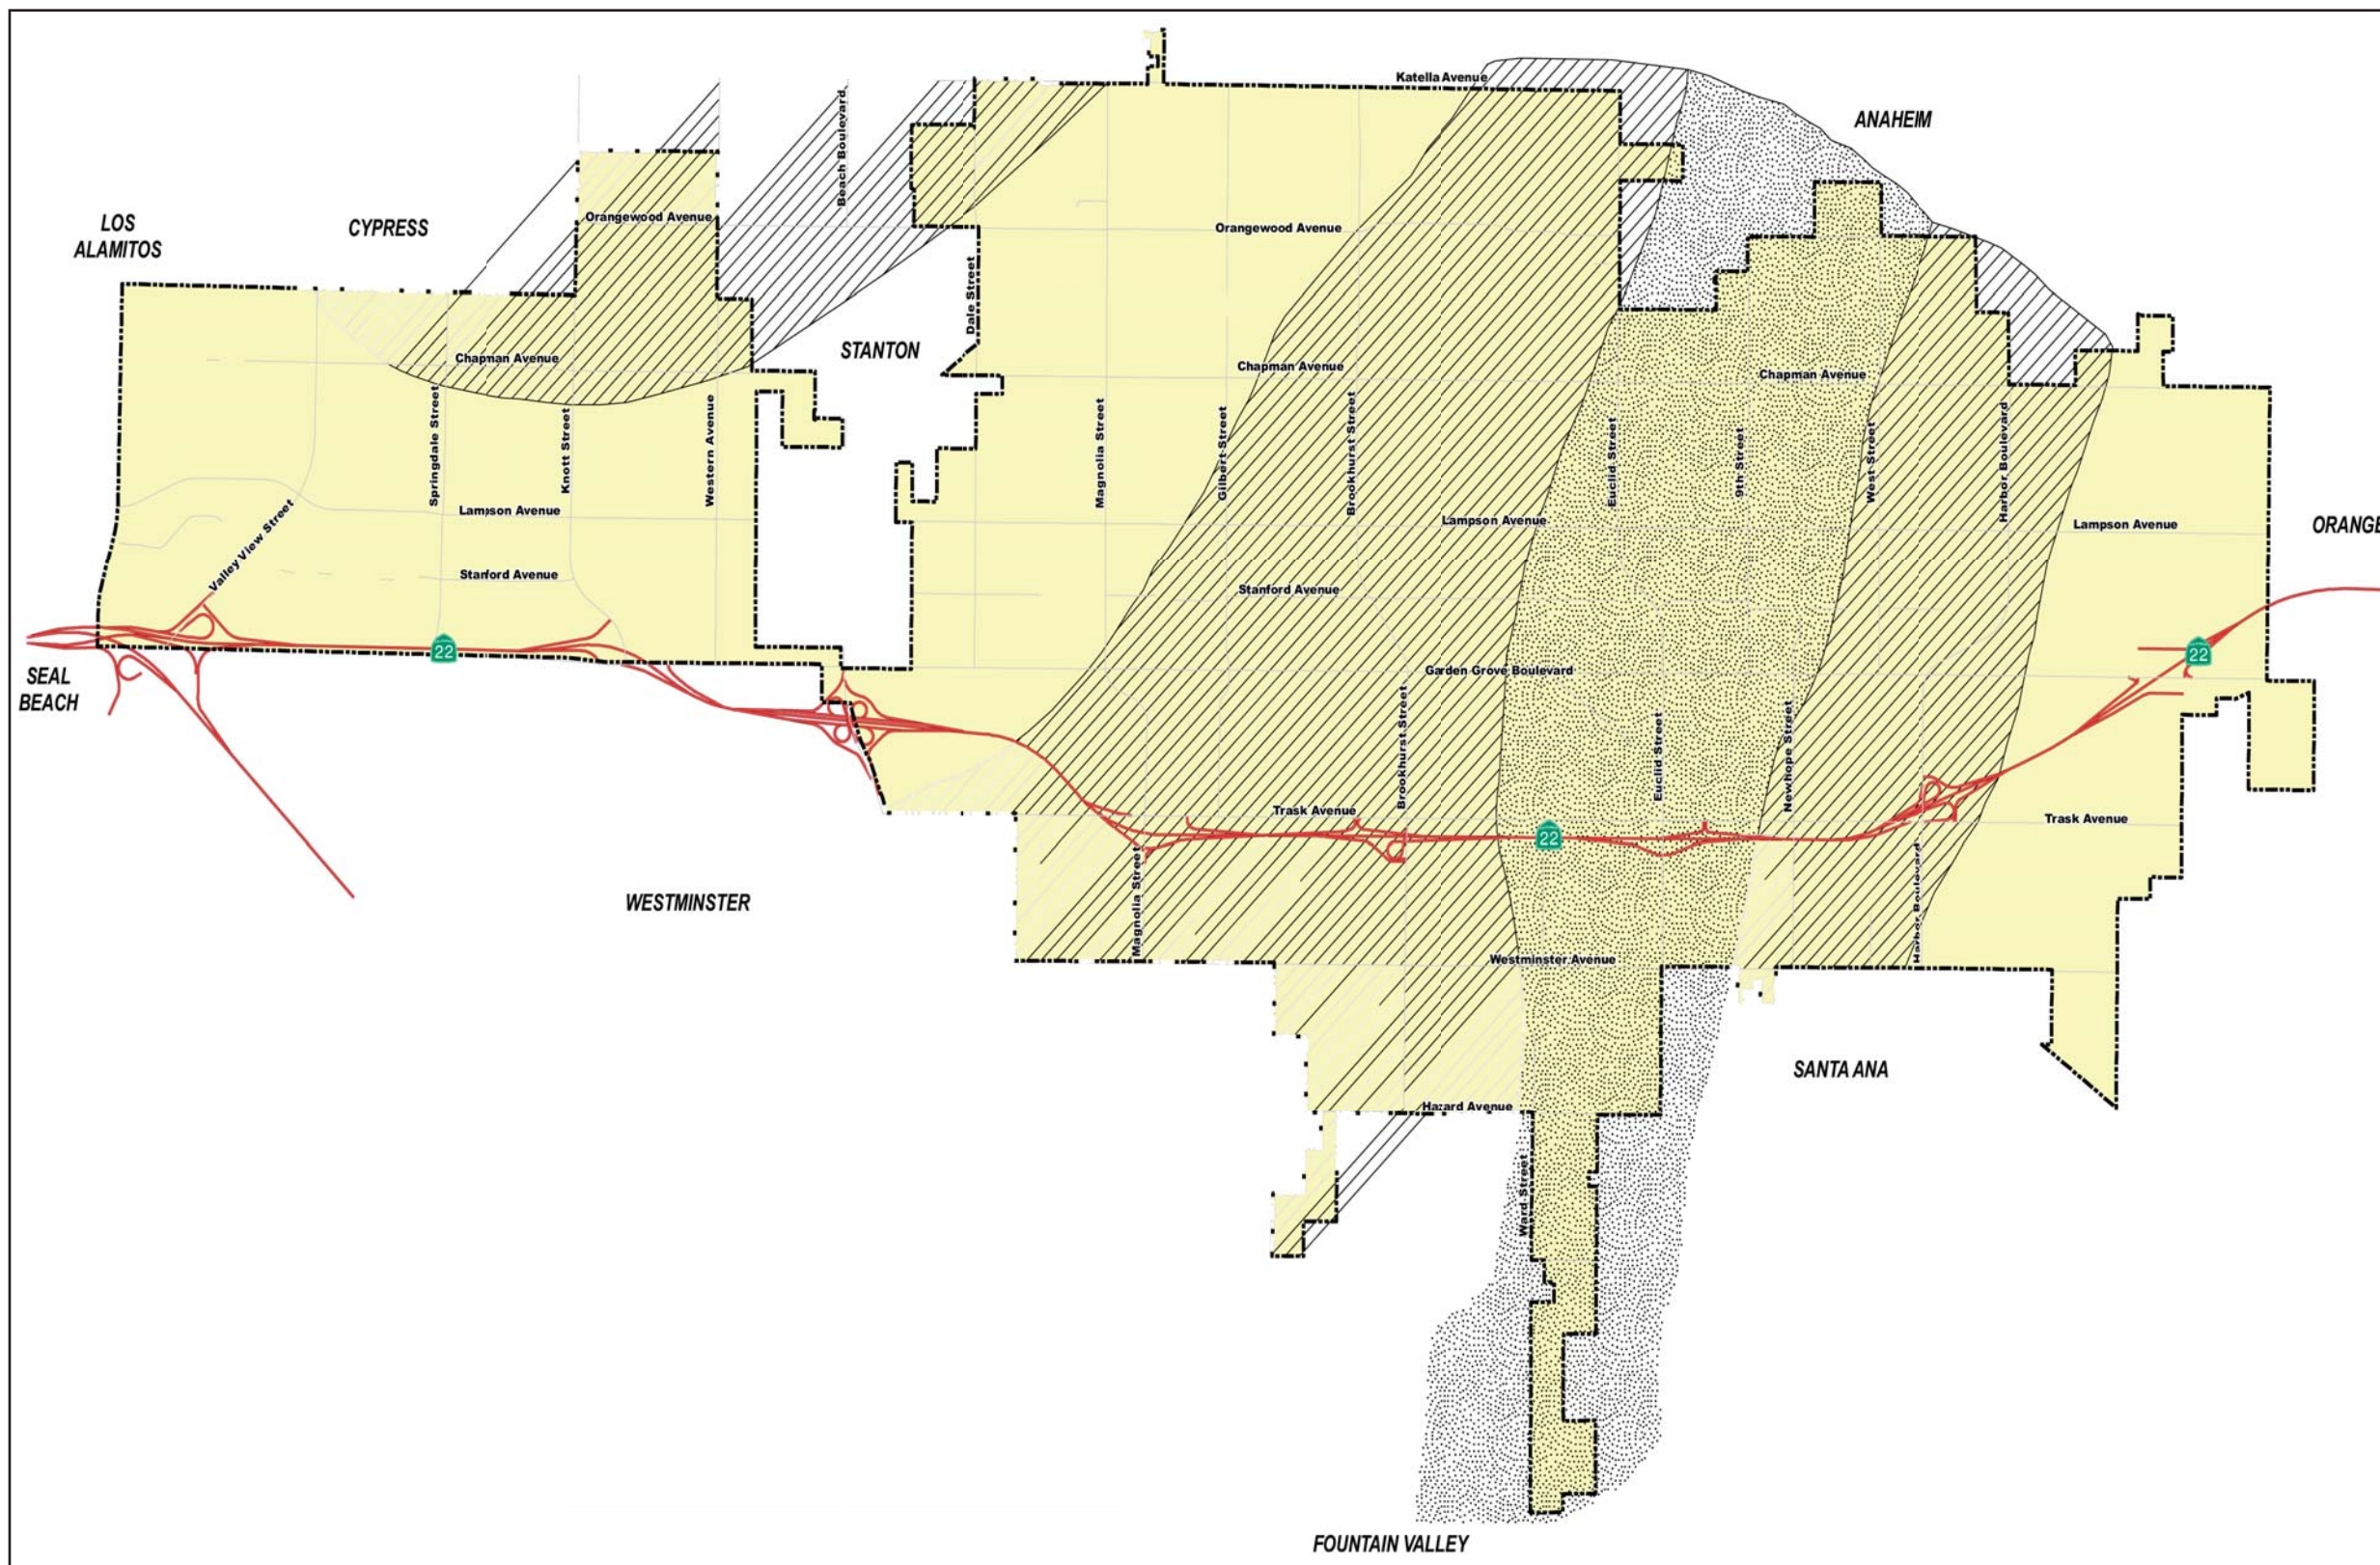 Katella Avenue
ANAHEIM
Beach Boulevard
LOS
ALAMITOS
CYPRESS
Orangewood Avenue
Orangewood Avenue
Dale Street
STANTON
Chapman Avenue
Chapman Avenue
Chapman Avenue
Springdale Street
Knott Street
Western Avenue
Magnolia Street
Gilbert Street
Brookhurst Street
Euclid Street
9th Street
West Street
Harbor Boulevard
Lampson Avenue
Lampson Avenue
Lampson Avenue
ORANGE
Valley View Street
Stanford Avenue
Stanford Avenue
22
22
SEAL
BEACH
Garden Grove Boulevard
Brookhurst Street
Euclid Street
Newhope Street
Trask Avenue
Trask Avenue
22
WESTMINSTER
Magnolia Street
Harbor Boulevard
Westminster Avenue
SANTA ANA
Hazard Avenue
Ward Street
FOUNTAIN VALLEY